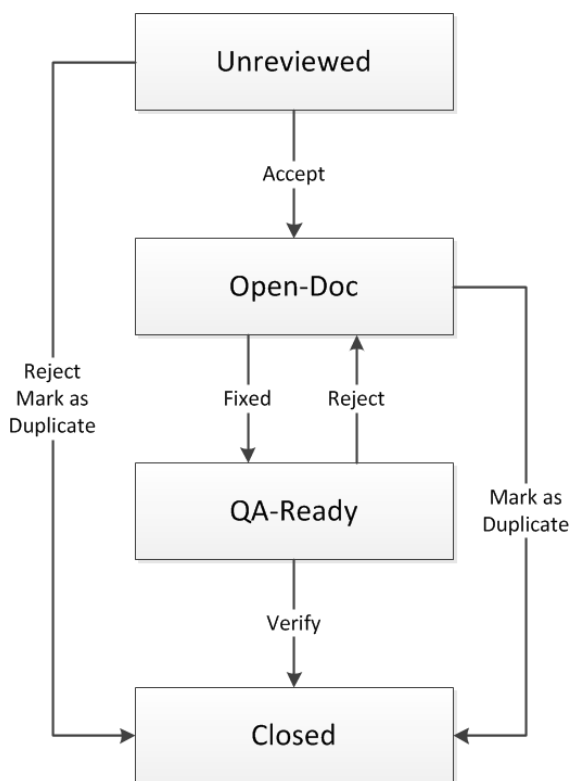 Unreviewed
Accept
Open-Doc
Reject
Mark as
Duplicate
Fixed
Reject
QA-Ready
Mark as
Duplicate
Verify
Closed